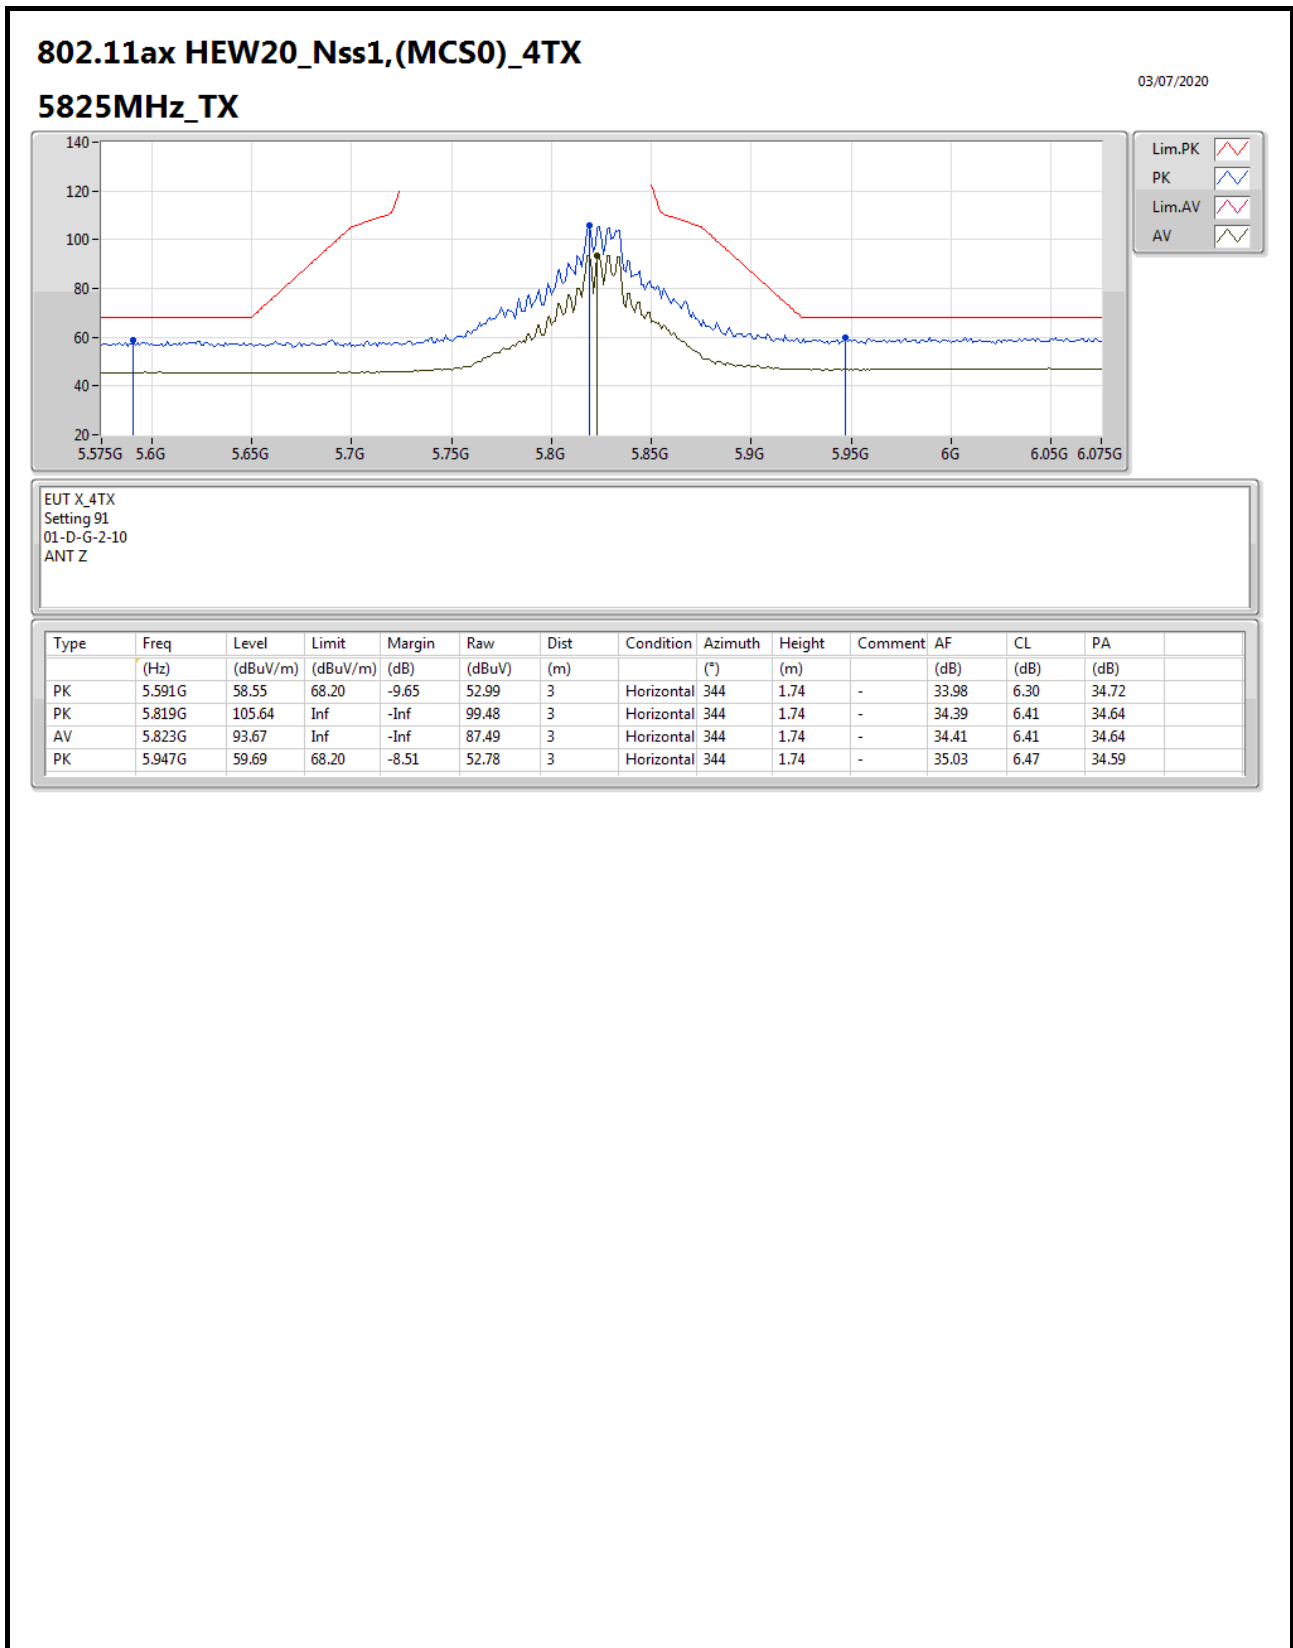 802.11ax HEW20_Nss1,(MCS0)_4TX
03/07/2020
5825MHz_TX
140
120
100
80
60
40
20
5.575G 5.6G 5.65G 5.7G 5.75G 5.8G 5.85G 5.9G 5.95G 6G 6.05G 6.075G
Lim.PK
PK
Lim.AV
AV
EUT X_4TX
Setting 91
01-D-G-2-10
ANT Z
Type Freq Level Limit Margin Raw Dist Condition Azimuth Height Comment AF CL PA
(Hz) (dBuV/m) (dBuV/m) (dB) (dBuV) (m) (°) (m) (dB) (dB) (dB)
PK 5.591G 58.55 68.20 -9.65 52.99 3 Horizontal 344 1.74 - 33.98 6.30 34.72
PK 5.819G 105.64 Inf -Inf 99.48 3 Horizontal 344 1.74 - 34.39 6.41 34.64
AV 5.823G 93.67 Inf -Inf 87.49 3 Horizontal 344 1.74 - 34.41 6.41 34.64
PK 5.947G 59.69 68.20 -8.51 52.78 3 Horizontal 344 1.74 - 35.03 6.47 34.59